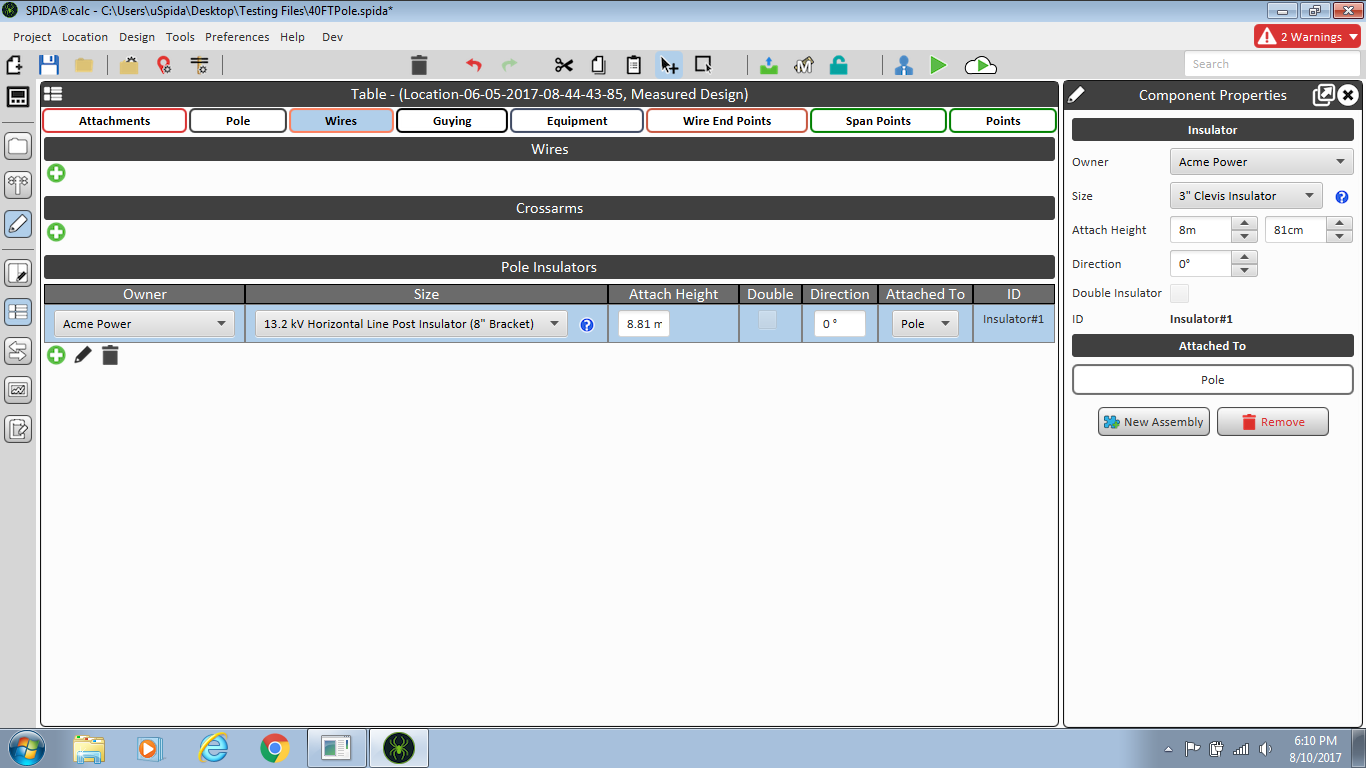 SPIDA®calc - C:\Users\uSpida\Desktop\Testing Files\40FTPole.spida*
Project Location Design Tools Preferences Help Dev
2 Warnings
Search
Table - (Location-06-05-2017-08-44-43-85, Measured Design)
Attachments Pole Wires Guying Equipment Wire End Points Span Points Points
Wires
Crossarms
Pole Insulators
Owner Size Attach Height Double Direction Attached To ID
Acme Power 13.2 kV Horizontal Line Post Insulator (8" Bracket) 8.81 m 0 ° Pole Insulator#1
Component Properties
Insulator
Owner Acme Power
Size 3" Clevis Insulator
Attach Height 8m 81cm
Direction 0°
Double Insulator
ID Insulator#1
Attached To
Pole
New Assembly Remove
6:10 PM
8/10/2017